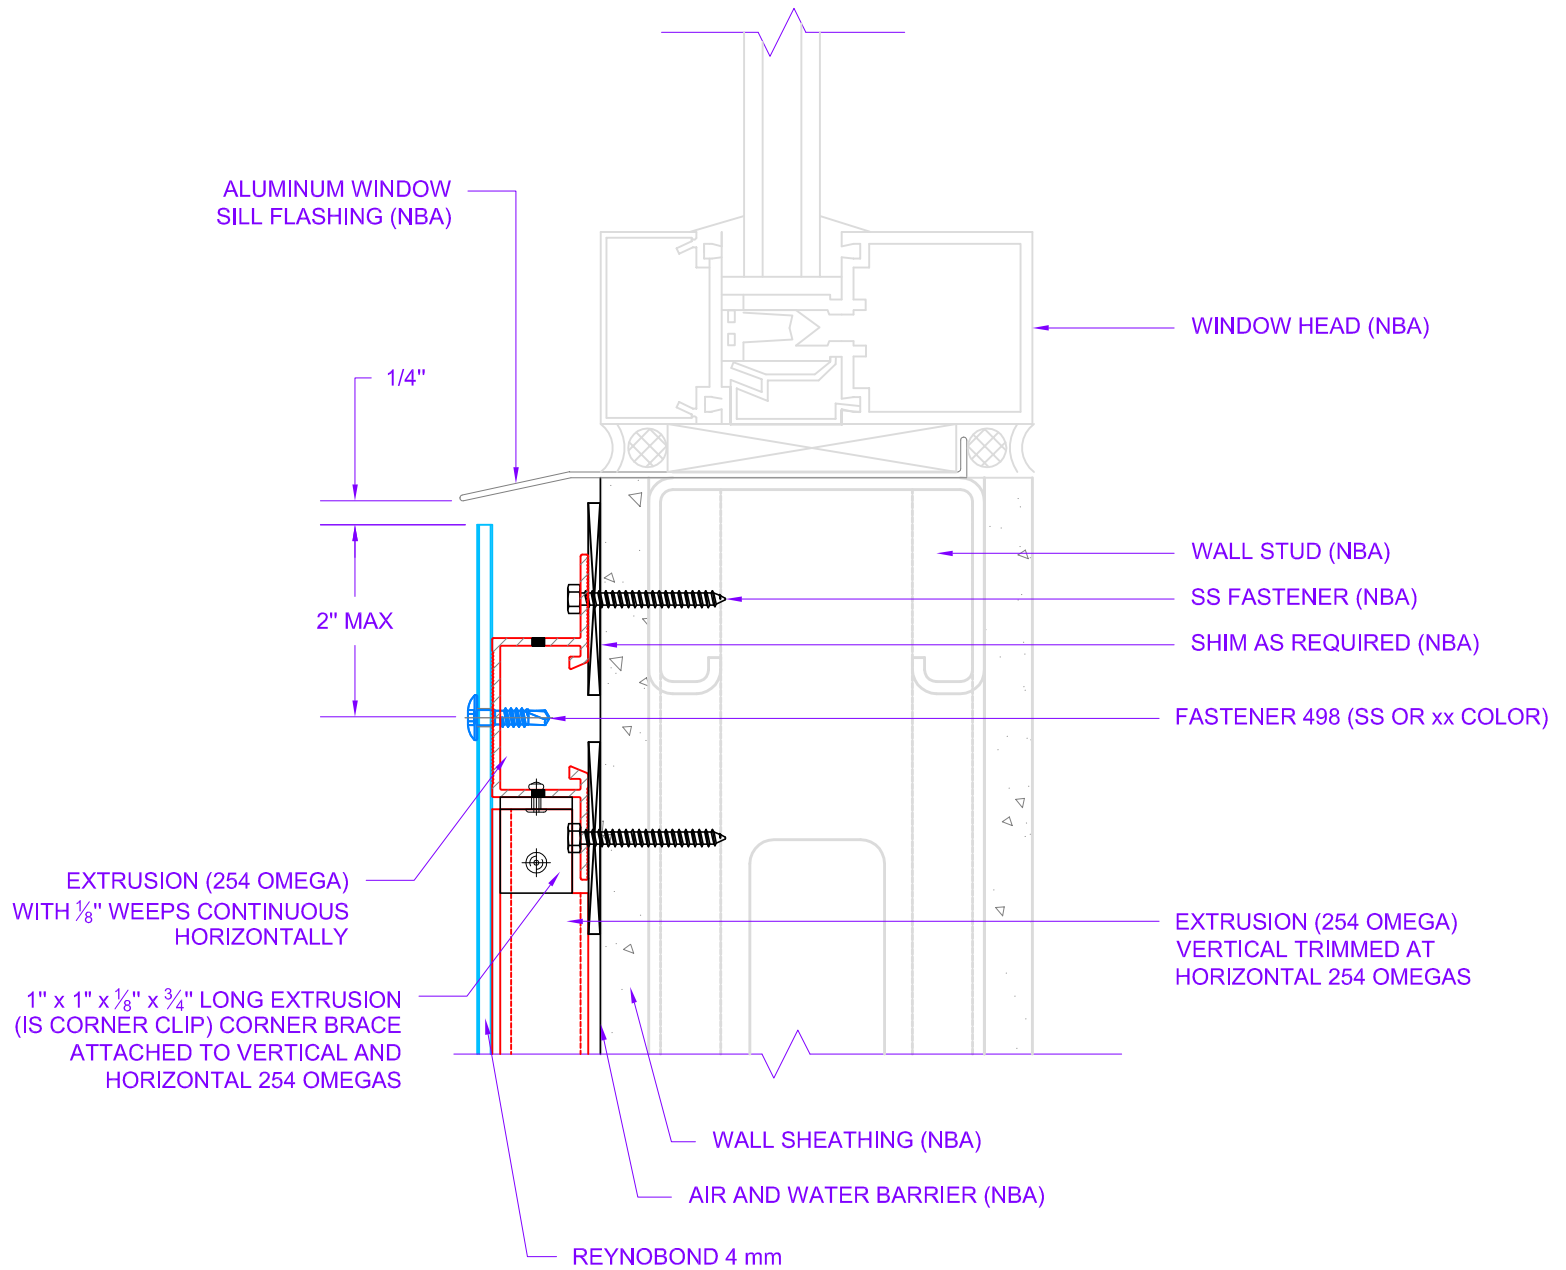 ALUMINUM WINDOW
SILL FLASHING (NBA)
WINDOW HEAD (NBA)
1/4"
WALL STUD (NBA)
SS FASTENER (NBA)
2" MAX
SHIM AS REQUIRED (NBA)
FASTENER 498 (SS OR xx COLOR)
EXTRUSION (254 OMEGA)
WITH ⅛" WEEPS CONTINUOUS
HORIZONTALLY
EXTRUSION (254 OMEGA)
VERTICAL TRIMMED AT
HORIZONTAL 254 OMEGAS
1" x 1" x ⅛" x ¾" LONG EXTRUSION
(IS CORNER CLIP) CORNER BRACE
ATTACHED TO VERTICAL AND
HORIZONTAL 254 OMEGAS
WALL SHEATHING (NBA)
AIR AND WATER BARRIER (NBA)
REYNOBOND 4 mm